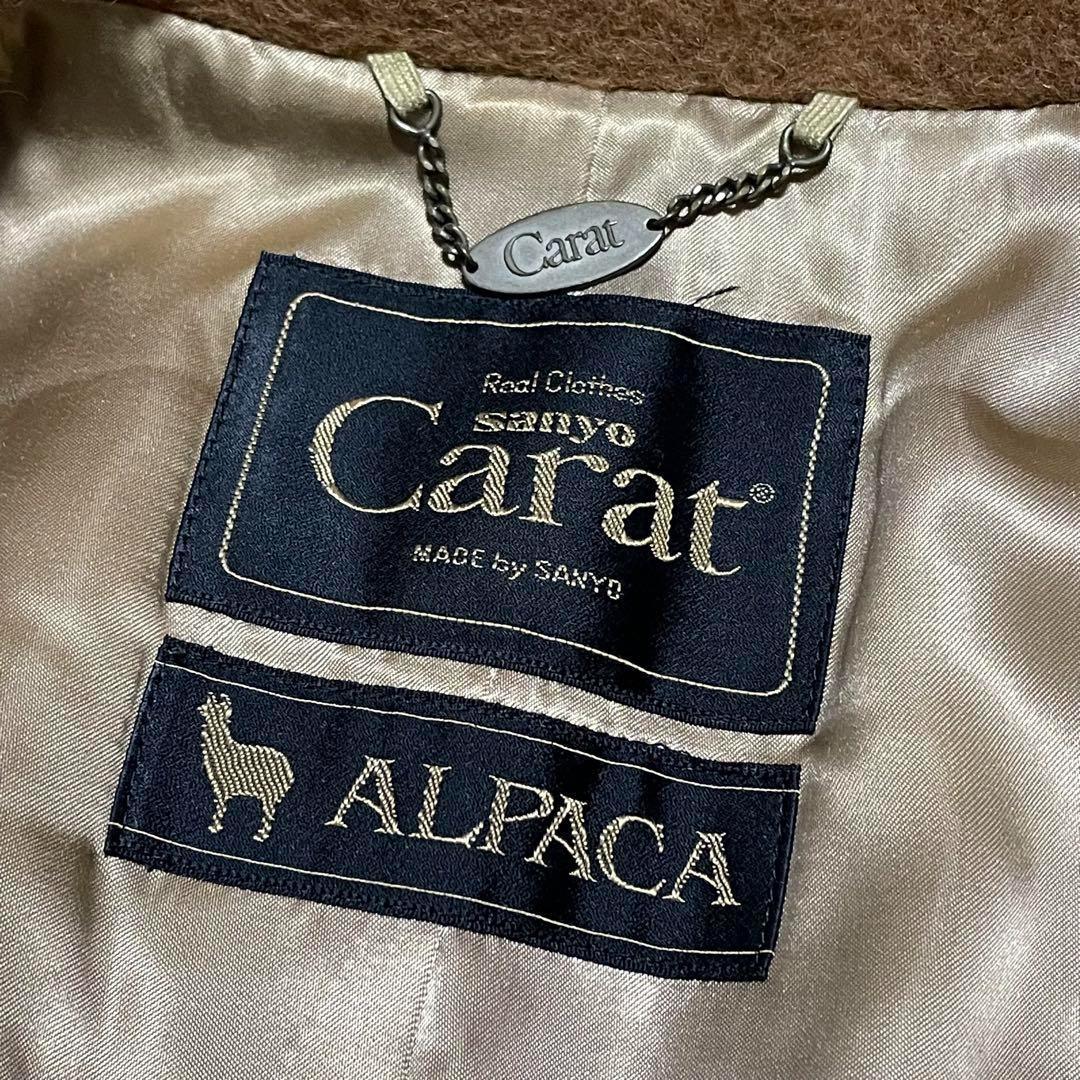 Carat
Real Clothes
sanyo
Carat®
MADE by SANYO
ALPACA